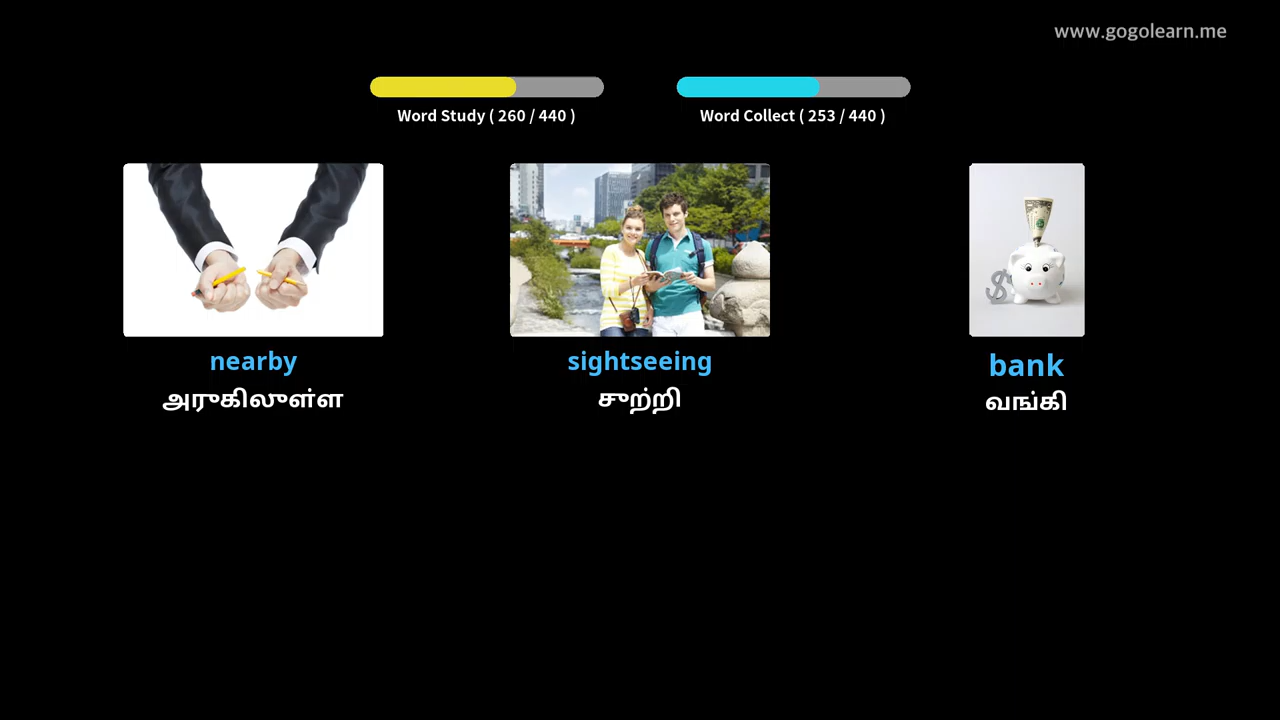 www.gogolearn.me
Word Study ( 260 / 440 )
Word Collect ( 253 / 440 )
nearby
அருகிலுள்ள
sightseeing
சுற்றி
bank
வங்கி